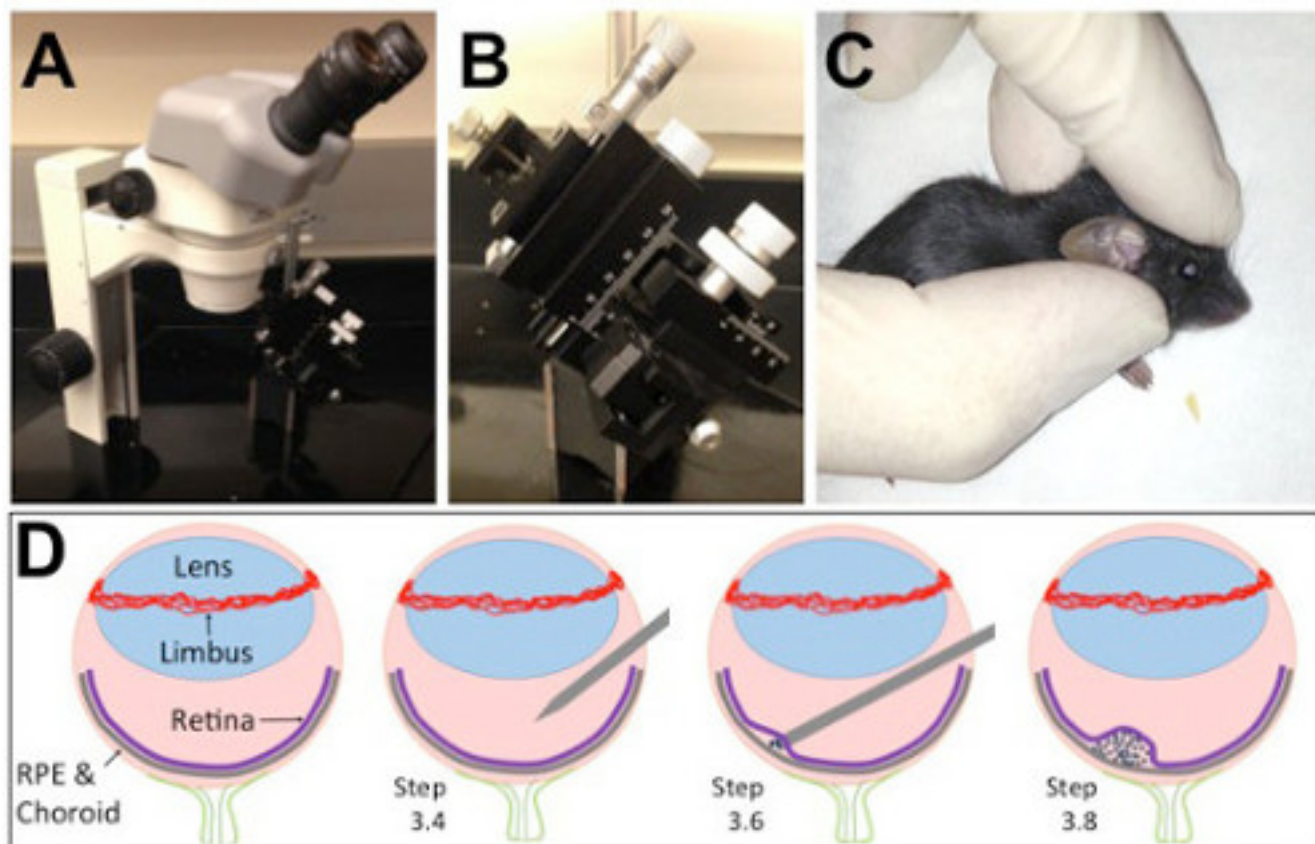 A
B
C
D
Lens
Limbus
Retina
RPE &
Choroid
Step
3.4
Step
3.6
Step
3.8